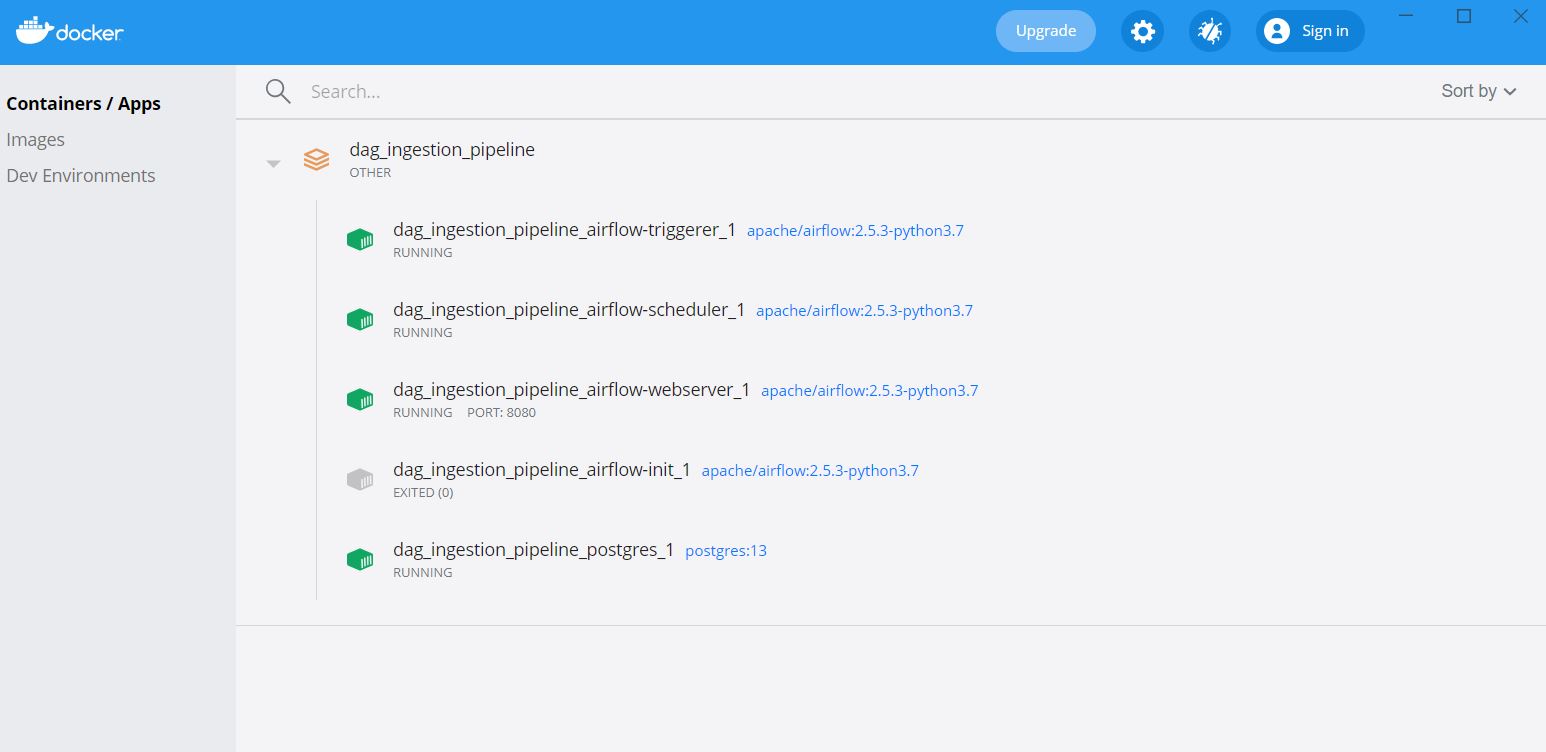 docker
Upgrade
Sign in
Containers / Apps
Images
Dev Environments
Search...
Sort by
dag_ingestion_pipeline
OTHER
dag_ingestion_pipeline_airflow-triggerer_1 apache/airflow:2.5.3-python3.7
RUNNING
dag_ingestion_pipeline_airflow-scheduler_1 apache/airflow:2.5.3-python3.7
RUNNING
dag_ingestion_pipeline_airflow-webserver_1 apache/airflow:2.5.3-python3.7
RUNNING PORT: 8080
dag_ingestion_pipeline_airflow-init_1 apache/airflow:2.5.3-python3.7
EXITED (0)
dag_ingestion_pipeline_postgres_1 postgres:13
RUNNING